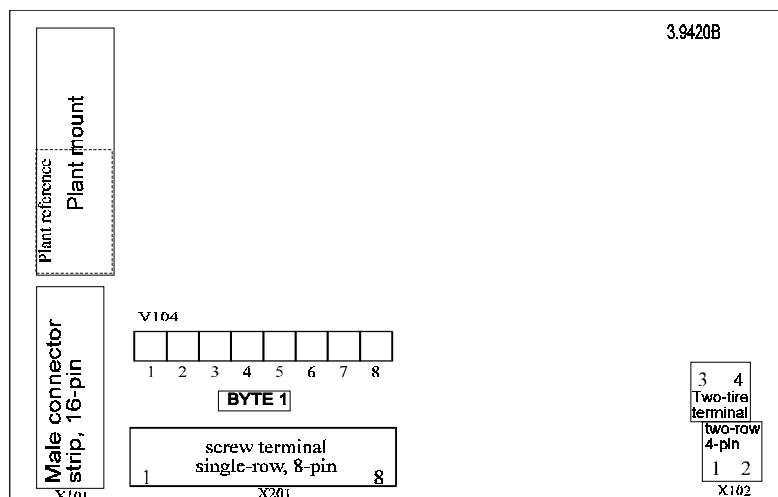 3.9420B
Plant mount
Plant reference
Male connector
strip, 16-pin
X101
V104
1 2 3 4 5 6 7 8
BYTE 1
screw terminal
single-row, 8-pin
1 8
X201
3 4
Two-tire
terminal
two-row
4-pin
1 2
X102